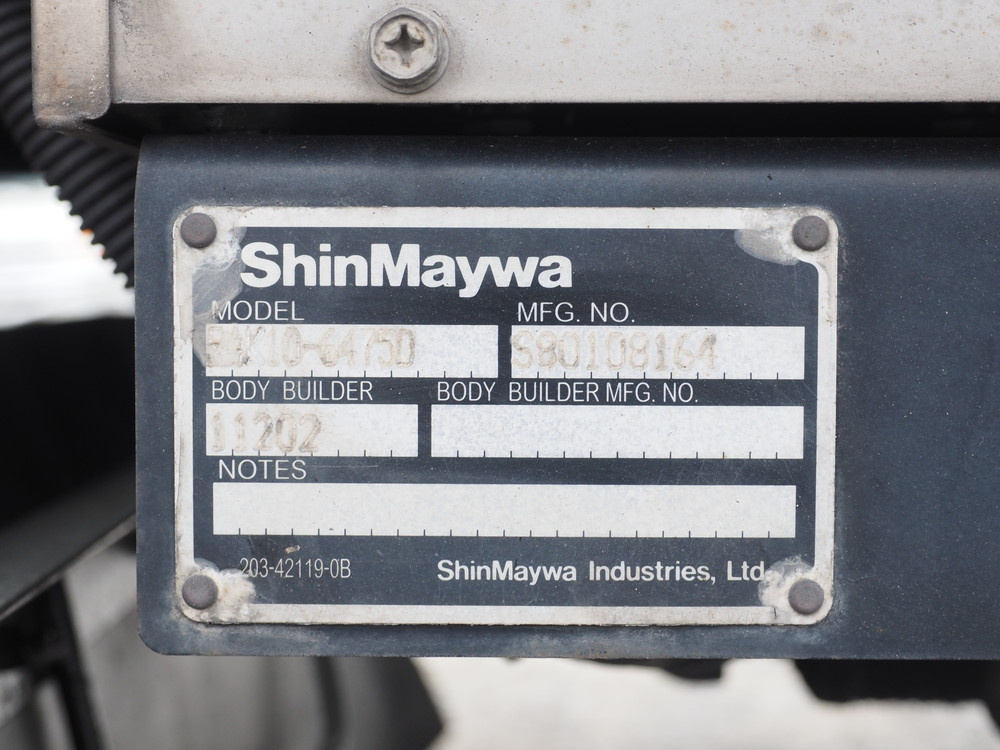 ShinMaywa
MODEL MFG. NO.
S80108164
BODY BUILDER BODY BUILDER MFG. NO.
11202
NOTES
203-42119-0B ShinMaywa Industries, Ltd.